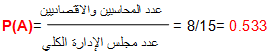 عدد المحاسبين والاقتصاديين
P(A)= = 8/15= 0.533
عدد مجلس الإدارة الكلي